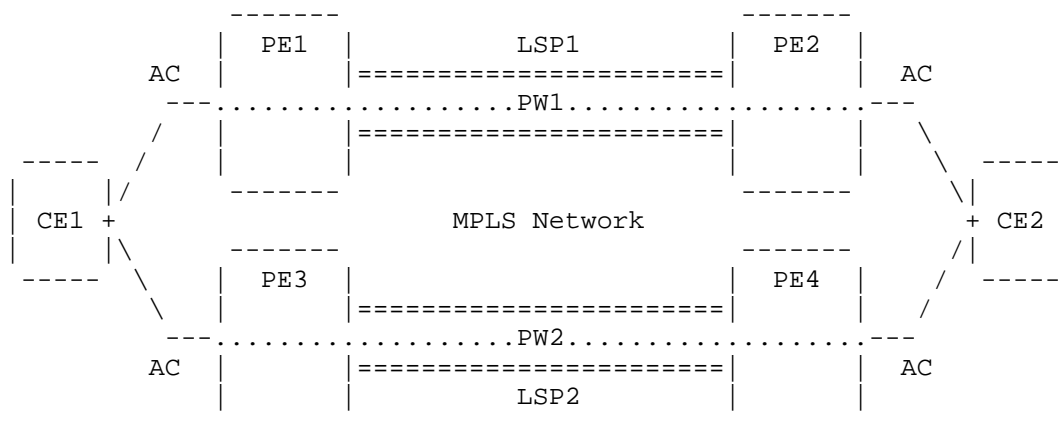 PE1 LSP1 PE2
AC AC
PW1
CE1 MPLS Network CE2
PE3 PE4
PW2
AC AC
LSP2